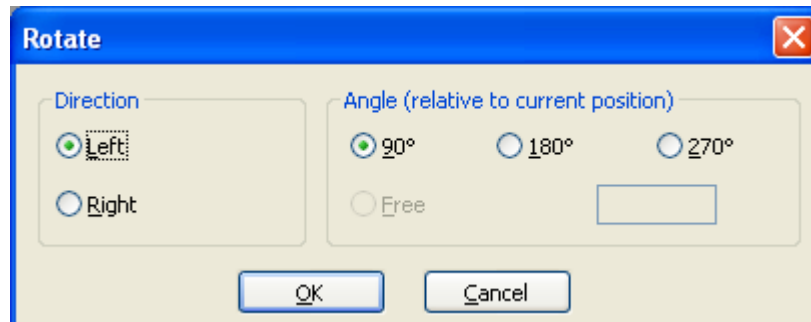 Rotate
Direction
Angle (relative to current position)
Left
90°
180°
270°
Right
Free
OK
Cancel